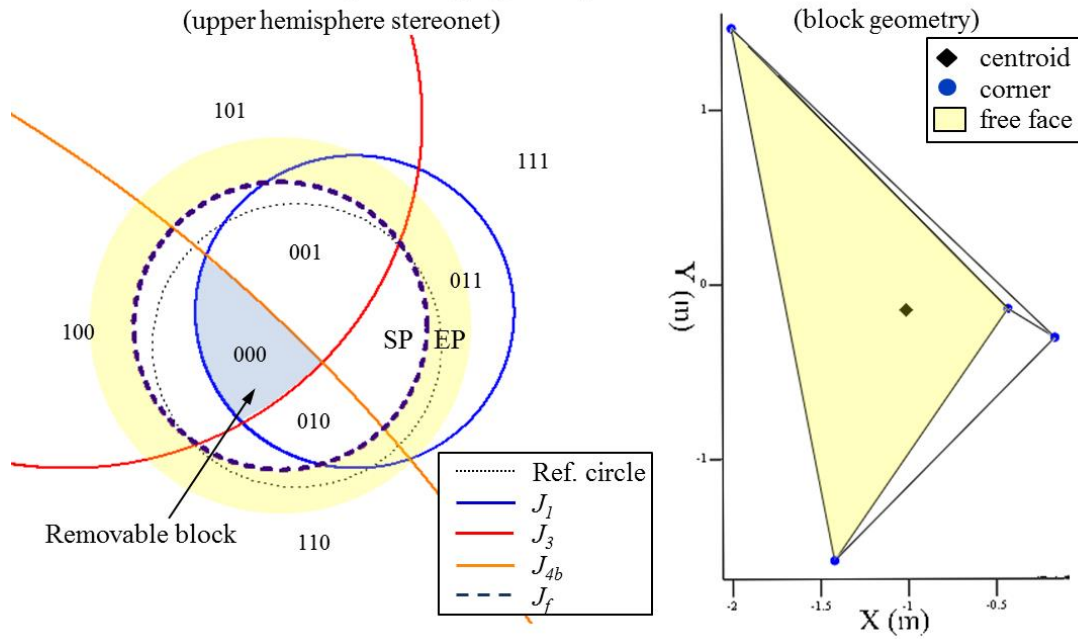 (upper hemisphere stereonet)
101
111
001
011
100
SP EP
000
010
Removable block
110
Ref. circle
J1
J3
J4b
Jf
(block geometry)
centroid
corner
free face
1
0
-1
Y (m)
-2
-1.5
-1
-0.5
X (m)